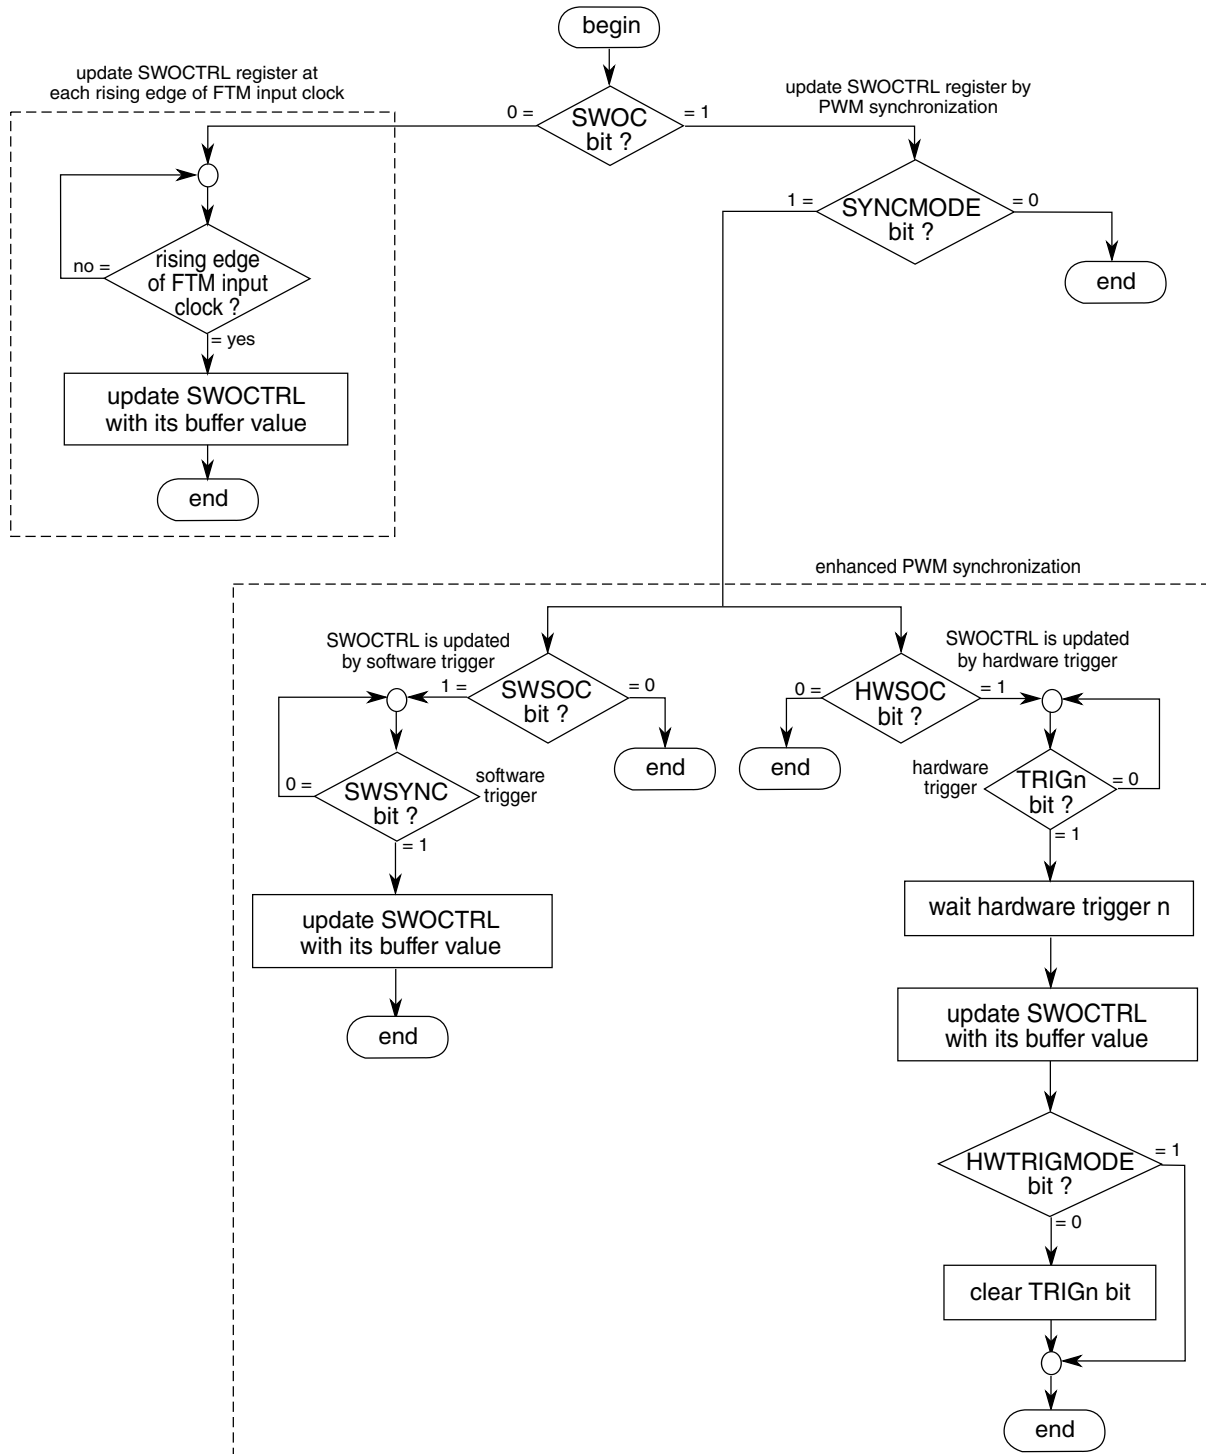 begin
update SWOCTRL register at
each rising edge of FTM input clock
update SWOCTRL register by
PWM synchronization
0 =
SWOC
bit ?
= 1
1 =
SYNCMODE
bit ?
= 0
end
no =
rising edge
of FTM input
clock ?
= yes
update SWOCTRL
with its buffer value
end
enhanced PWM synchronization
SWOCTRL is updated
by software trigger
SWOCTRL is updated
by hardware trigger
1 =
SWSOC
bit ?
= 0
end
0 =
HWSOC
bit ?
= 1
end
0 =
SWSYNC
bit ?
software
trigger
= 1
hardware
trigger
TRIGn
bit ?
= 0
= 1
update SWOCTRL
with its buffer value
end
wait hardware trigger n
update SWOCTRL
with its buffer value
HWTRIGMODE
bit ?
= 1
= 0
clear TRIGn bit
end